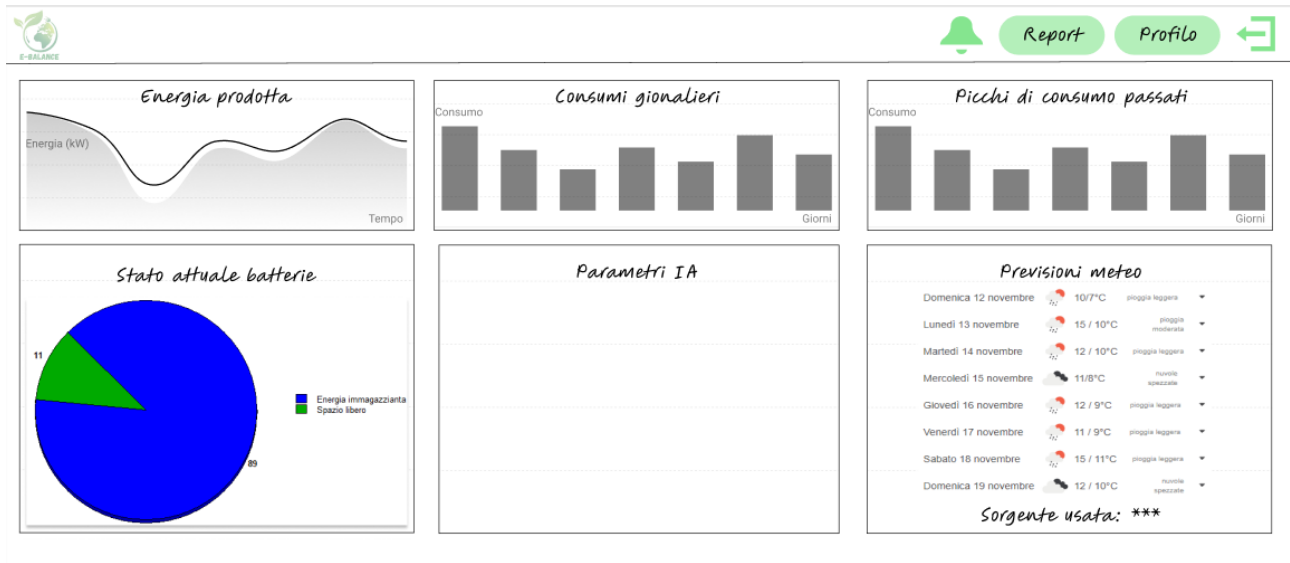 E-BALANCE
Report
Profilo
Energia prodotta
Energia (kW)
Tempo
Consumi gionalieri
Consumo
Giorni
Picchi di consumo passati
Consumo
Giorni
Stato attuale batterie
11
89
Energia immagazzianta
Spazio libero
Parametri IA
Previsioni meteo
Domenica 12 novembre 10/7°C pioggia leggera
Lunedì 13 novembre 15 / 10°C pioggia
moderata
Martedì 14 novembre 12 / 10°C pioggia leggera
Mercoledì 15 novembre 11/8°C nuvole
spezzate
Giovedì 16 novembre 12 / 9°C pioggia leggera
Venerdì 17 novembre 11 / 9°C pioggia leggera
Sabato 18 novembre 15 / 11°C pioggia leggera
Domenica 19 novembre 12 / 10°C nuvole
spezzate
Sorgente usata: ***